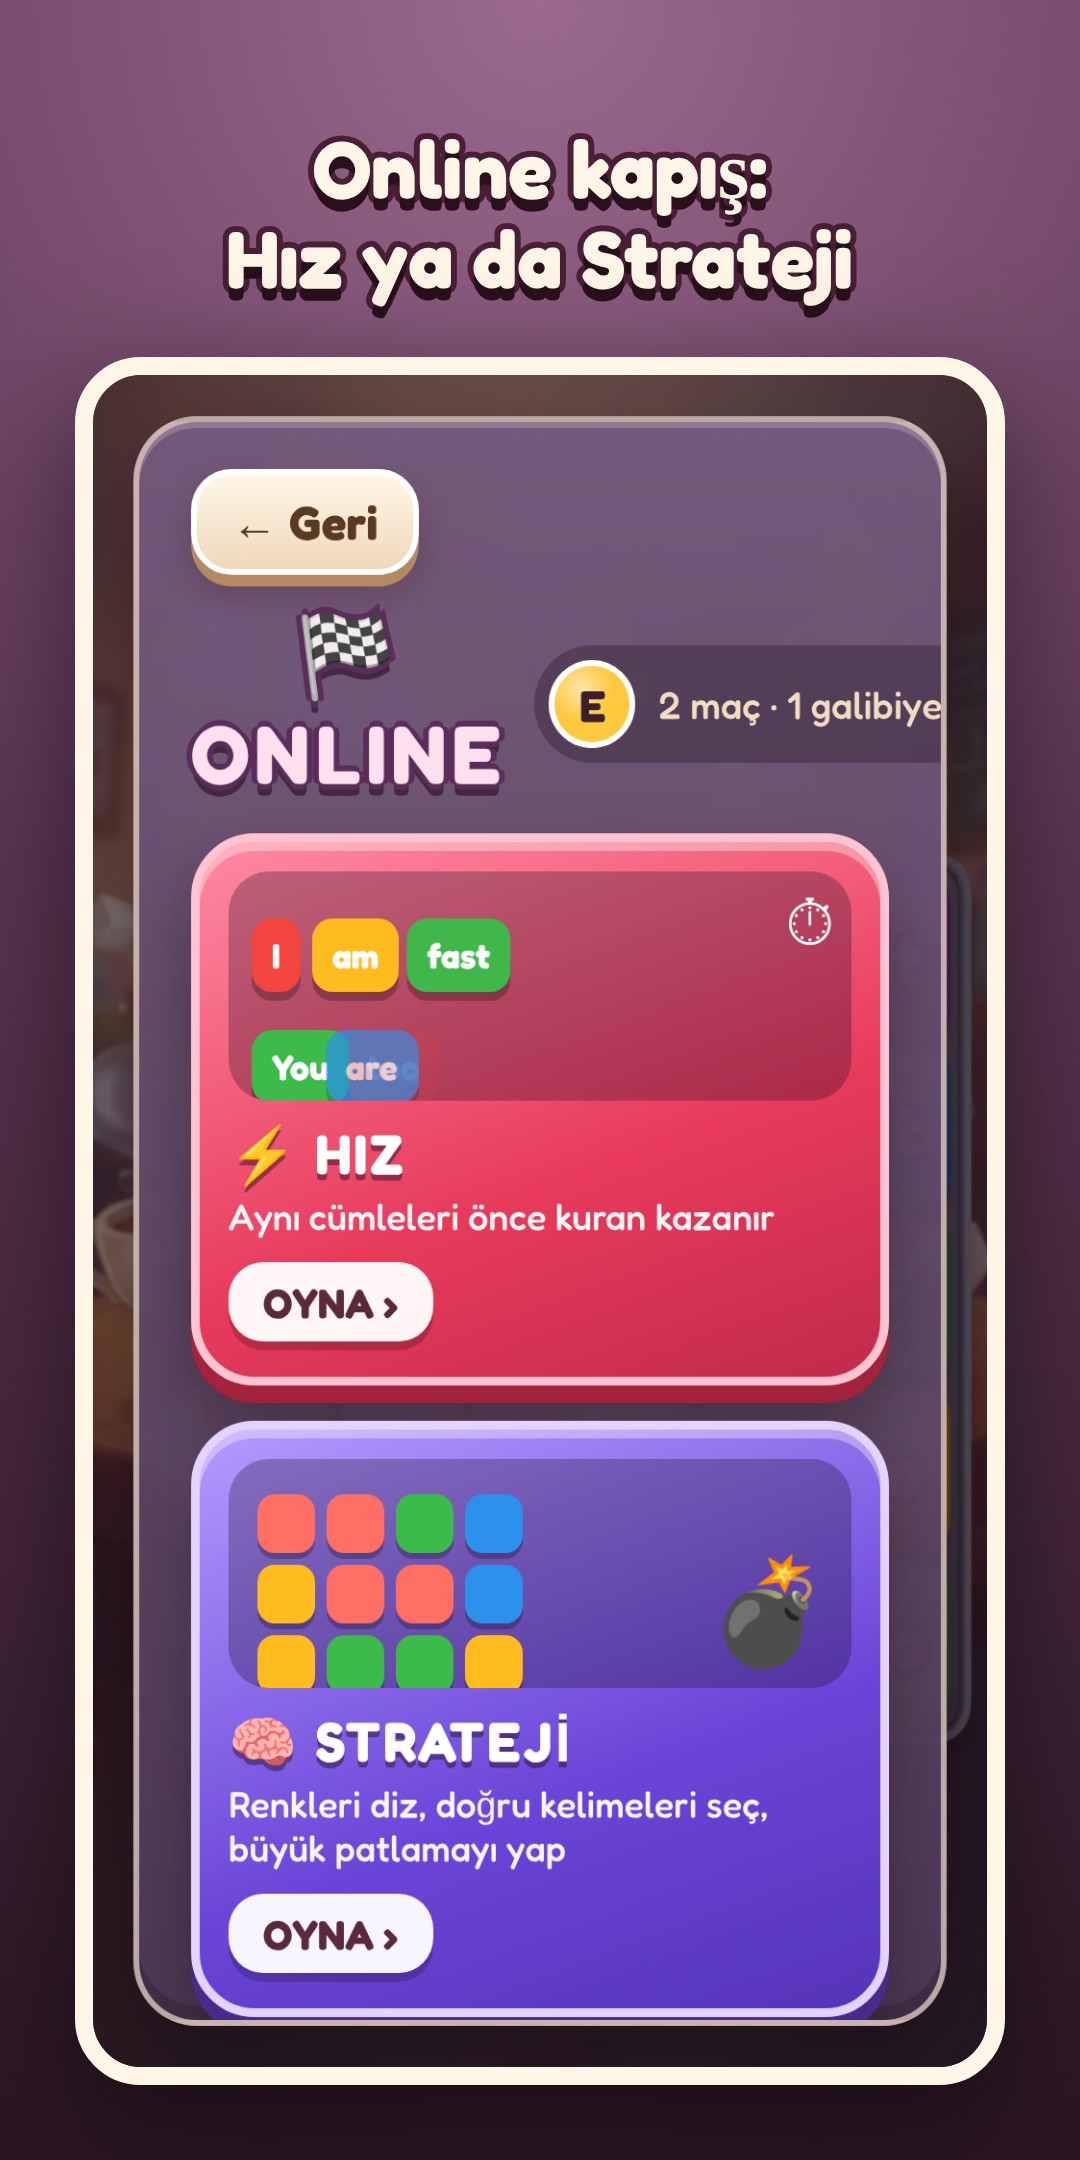 Online kapış:
Hız ya da Strateji
← Geri
ONLINE
E 2 maç · 1 galibiye
I am fast
You are
HIZ
Aynı cümleleri önce kuran kazanır
OYNA ›
STRATEJİ
Renkleri diz, doğru kelimeleri seç,
büyük patlamayı yap
OYNA ›